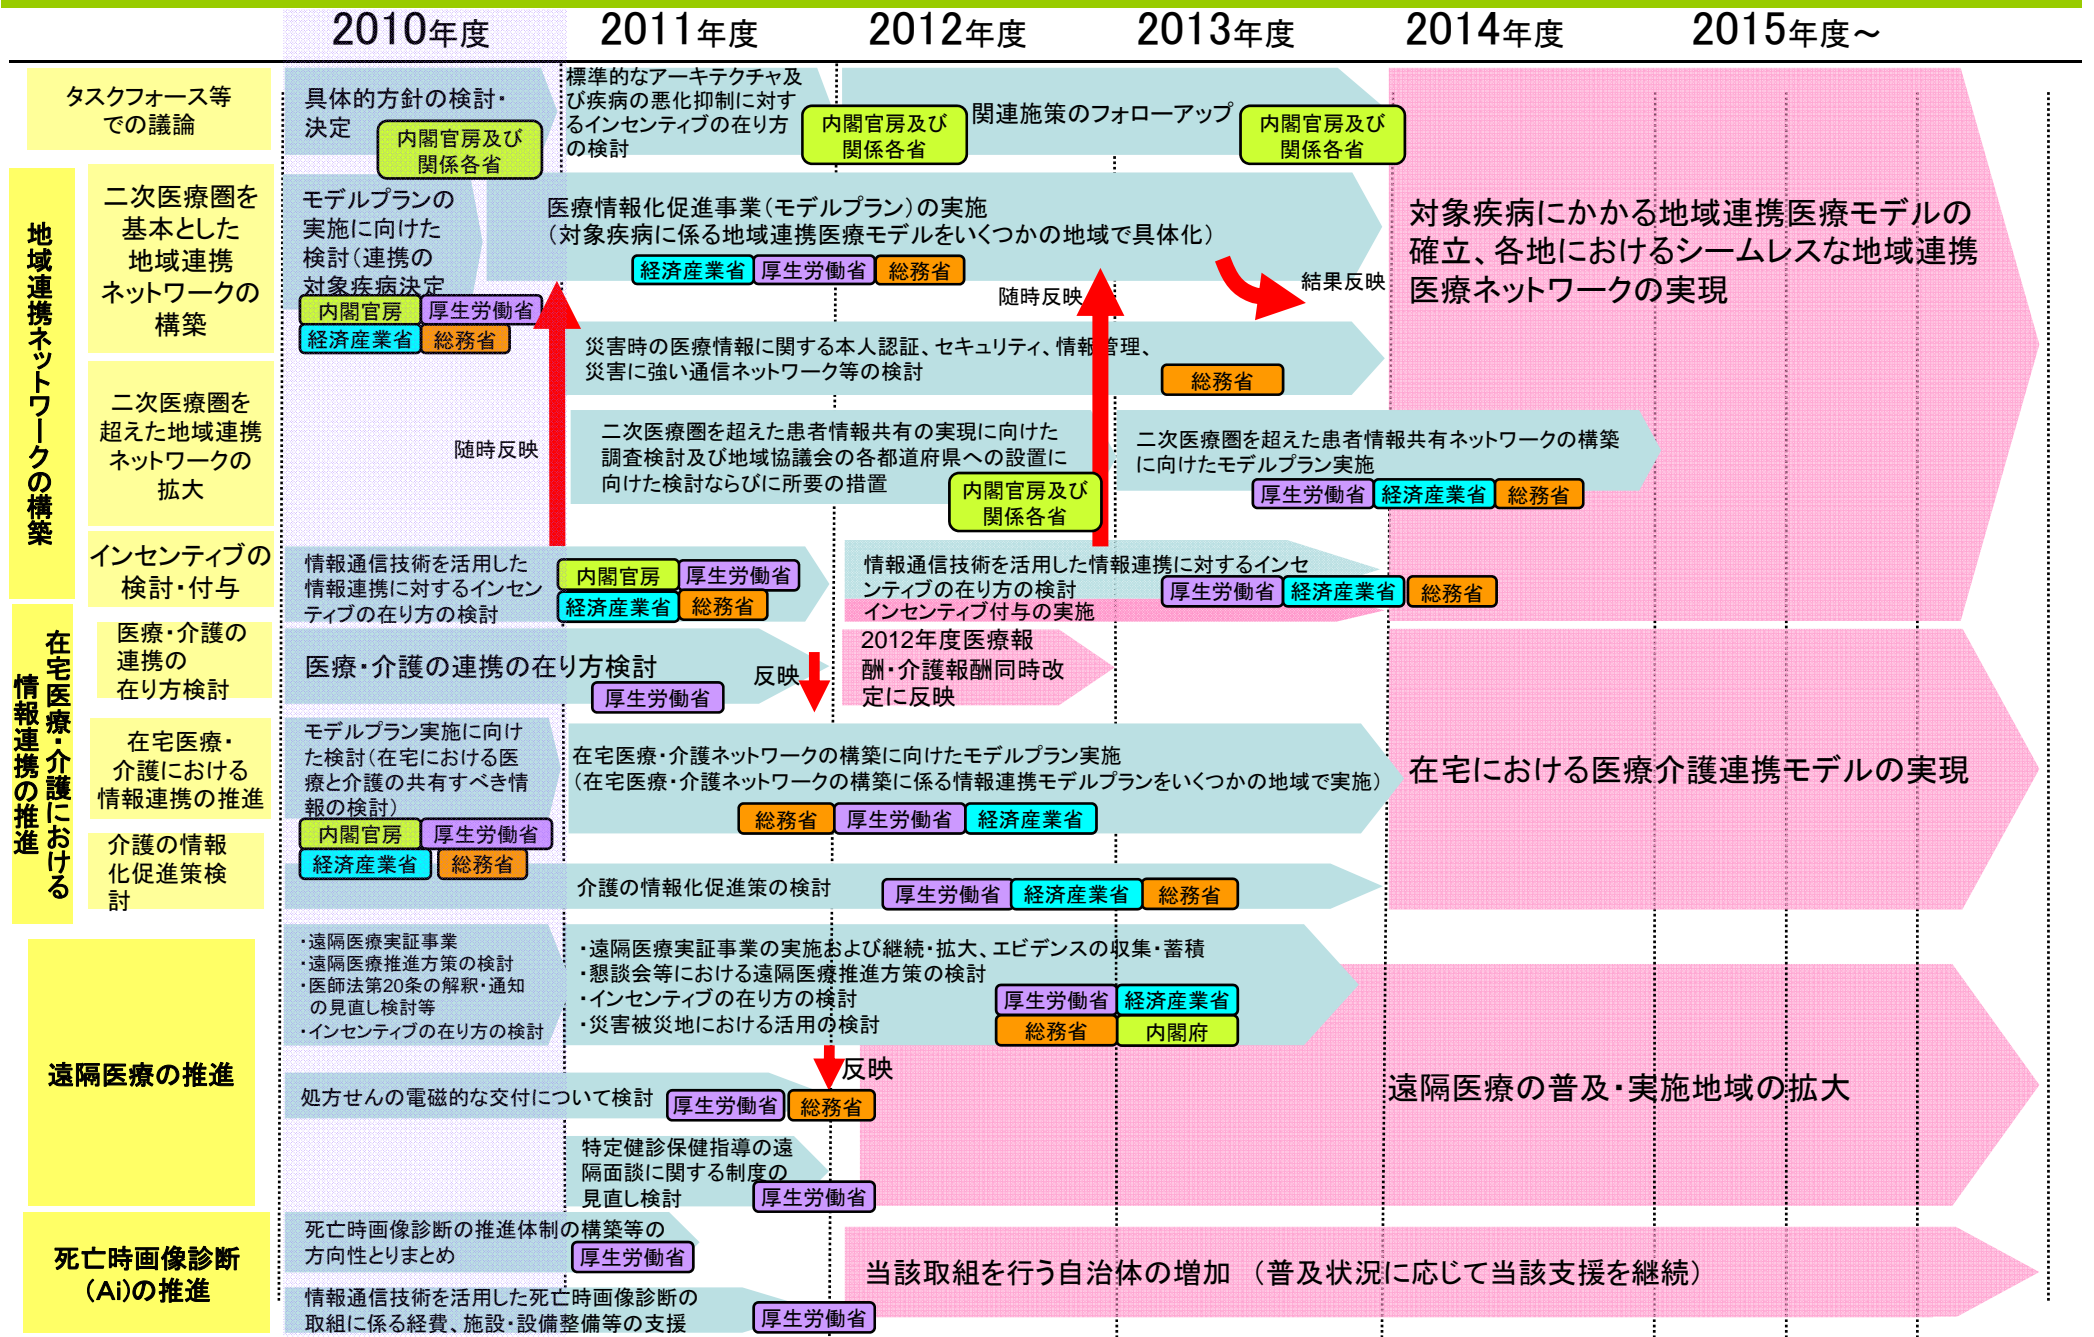 2010年度
2011年度
2012年度
2013年度
2014年度
2015年度～
タスクフォース等
での議論
具体的方針の検討・
決定
内閣官房及び
関係各省
標準的なアーキテクチャ及
び疾病の悪化抑制に対す
るインセンティブの在り方
の検討
内閣官房及び
関係各省
関連施策のフォローアップ
内閣官房及び
関係各省
地域連携ネットワークの構築
二次医療圏を
基本とした
地域連携
ネットワークの
構築
モデルプランの
実施に向けた
検討(連携の
対象疾病決定
内閣官房
厚生労働省
経済産業省
総務省
医療情報化促進事業(モデルプラン)の実施
(対象疾病に係る地域連携医療モデルをいくつかの地域で具体化)
経済産業省
厚生労働省
総務省
随時反映
結果反映
対象疾病にかかる地域連携医療モデルの
確立、各地におけるシームレスな地域連携
医療ネットワークの実現
災害時の医療情報に関する本人認証、セキュリティ、情報管理、
災害に強い通信ネットワーク等の検討
総務省
二次医療圏を
超えた地域連携
ネットワークの
拡大
随時反映
二次医療圏を超えた患者情報共有の実現に向けた
調査検討及び地域協議会の各都道府県への設置に
向けた検討ならびに所要の措置
内閣官房及び
関係各省
二次医療圏を超えた患者情報共有ネットワークの構築
に向けたモデルプラン実施
厚生労働省
経済産業省
総務省
インセンティブの
検討・付与
情報通信技術を活用した
情報連携に対するインセン
ティブの在り方の検討
内閣官房
厚生労働省
経済産業省
総務省
情報通信技術を活用した情報連携に対するインセ
ンティブの在り方の検討
厚生労働省
経済産業省
総務省
インセンティブ付与の実施
在宅医療・介護における
情報連携の推進
医療・介護の
連携の
在り方検討
医療・介護の連携の在り方検討
厚生労働省
反映
2012年度医療報
酬・介護報酬同時改
定に反映
在宅医療・
介護における
情報連携の推進
モデルプラン実施に向け
た検討(在宅における医
療と介護の共有すべき情
報の検討)
内閣官房
厚生労働省
経済産業省
総務省
在宅医療・介護ネットワークの構築に向けたモデルプラン実施
(在宅医療・介護ネットワークの構築に係る情報連携モデルプランをいくつかの地域で実施)
総務省
厚生労働省
経済産業省
在宅における医療介護連携モデルの実現
介護の情報
化促進策検
討
介護の情報化促進策の検討
厚生労働省
経済産業省
総務省
遠隔医療の推進
・遠隔医療実証事業
・遠隔医療推進方策の検討
・医師法第20条の解釈・通知
の見直し検討等
・インセンティブの在り方の検討
・遠隔医療実証事業の実施および継続・拡大、エビデンスの収集・蓄積
・懇談会等における遠隔医療推進方策の検討
・インセンティブの在り方の検討
・災害被災地における活用の検討
厚生労働省
経済産業省
総務省
内閣府
反映
遠隔医療の普及・実施地域の拡大
処方せんの電磁的な交付について検討
厚生労働省
総務省
特定健診保健指導の遠
隔面談に関する制度の
見直し検討
厚生労働省
死亡時画像診断
(Ai)の推進
死亡時画像診断の推進体制の構築等の
方向性とりまとめ
厚生労働省
当該取組を行う自治体の増加 (普及状況に応じて当該支援を継続)
情報通信技術を活用した死亡時画像診断の
取組に係る経費、施設・設備整備等の支援
厚生労働省